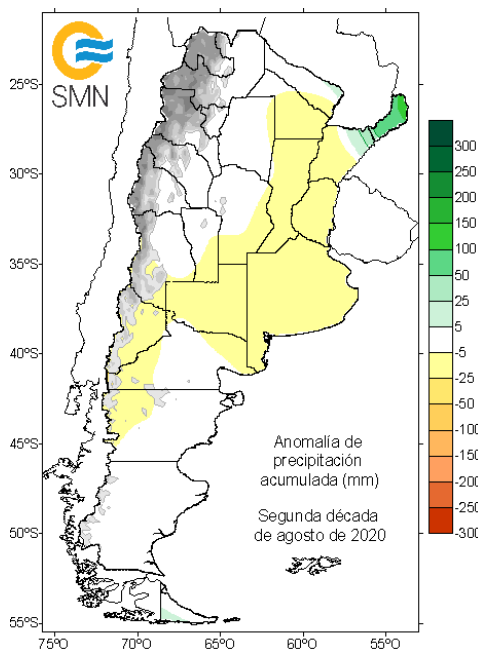 SMN
25ºS
30ºS
35ºS
40ºS
45ºS
50ºS
55ºS
75ºO
70ºO
65ºO
60ºO
55ºO
300
250
200
150
100
50
25
5
-5
-25
-50
-100
-150
-200
-250
-300
Anomalía de
precipitación
acumulada (mm)
Segunda década
de agosto de 2020